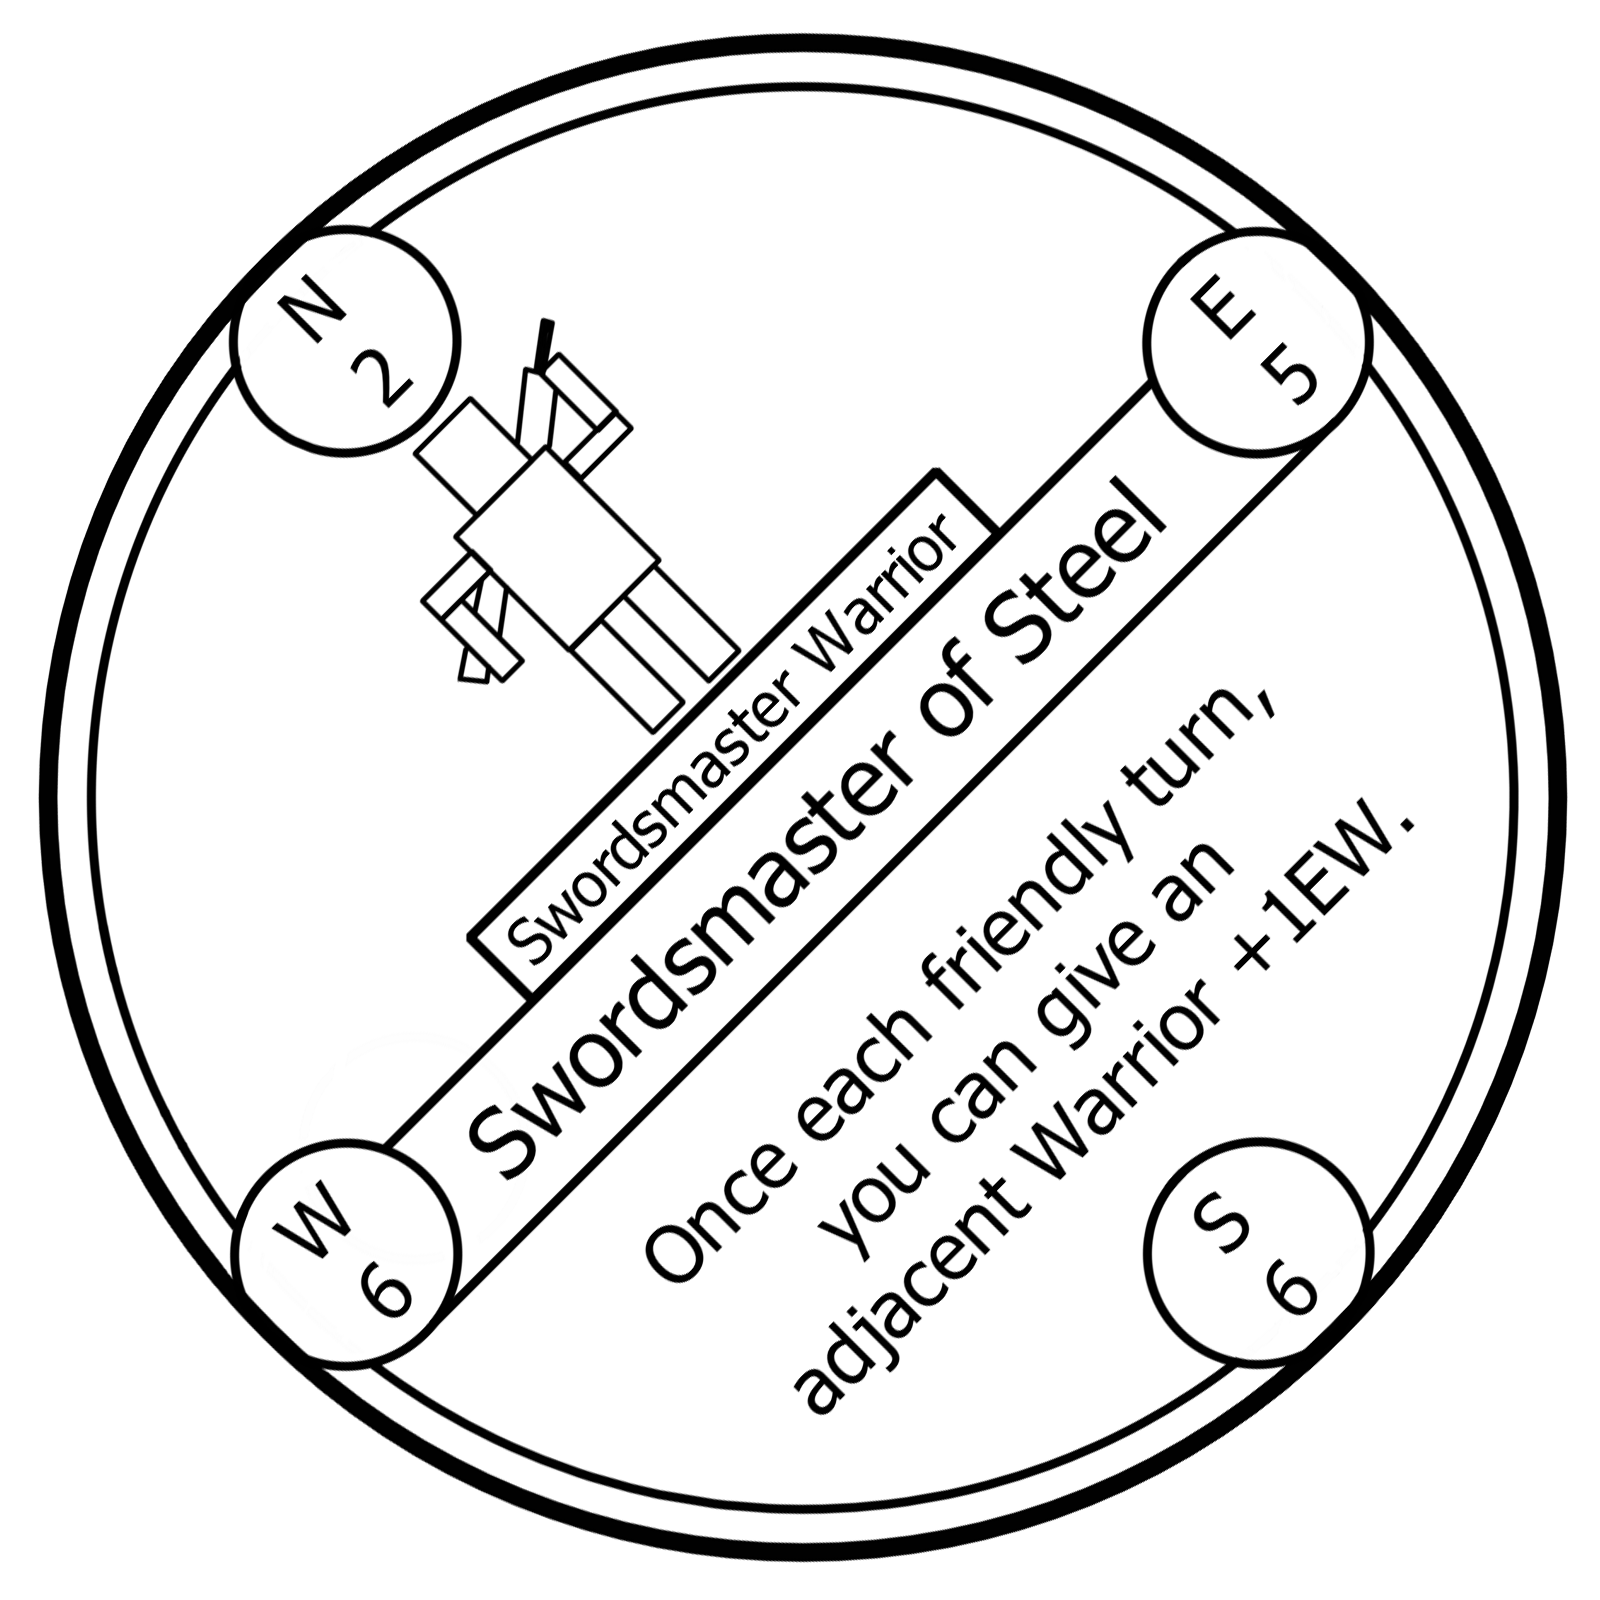 N
2
E
5
Swordsmaster Warrior
Swordsmaster of Steel
Once each friendly turn,
you can give an
adjacent Warrior +1EW.
W
6
S
6